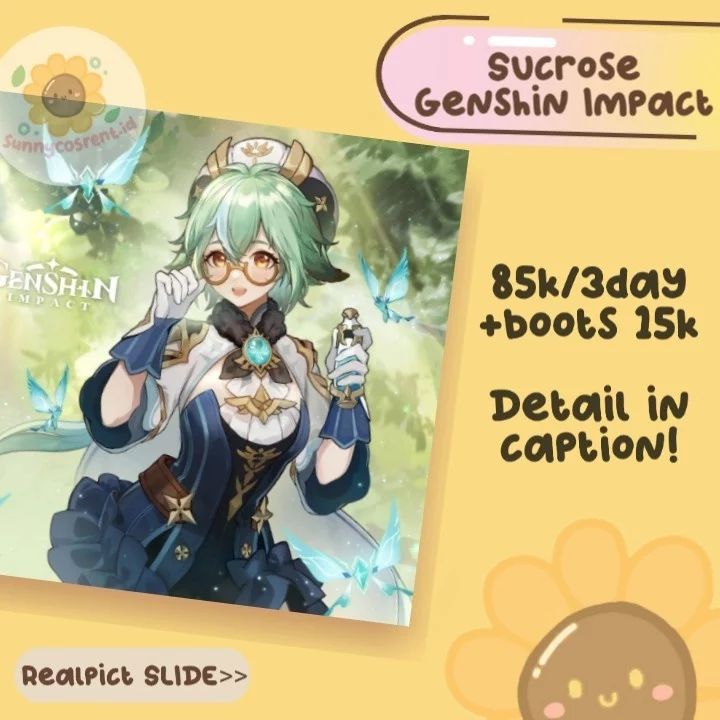 Sucrose
Genshin Impact
sunnycosrent.id
GENSHIN
IMPACT
85k/3day
+boots 15k
Detail in
caption!
Realpict SLIDE>>